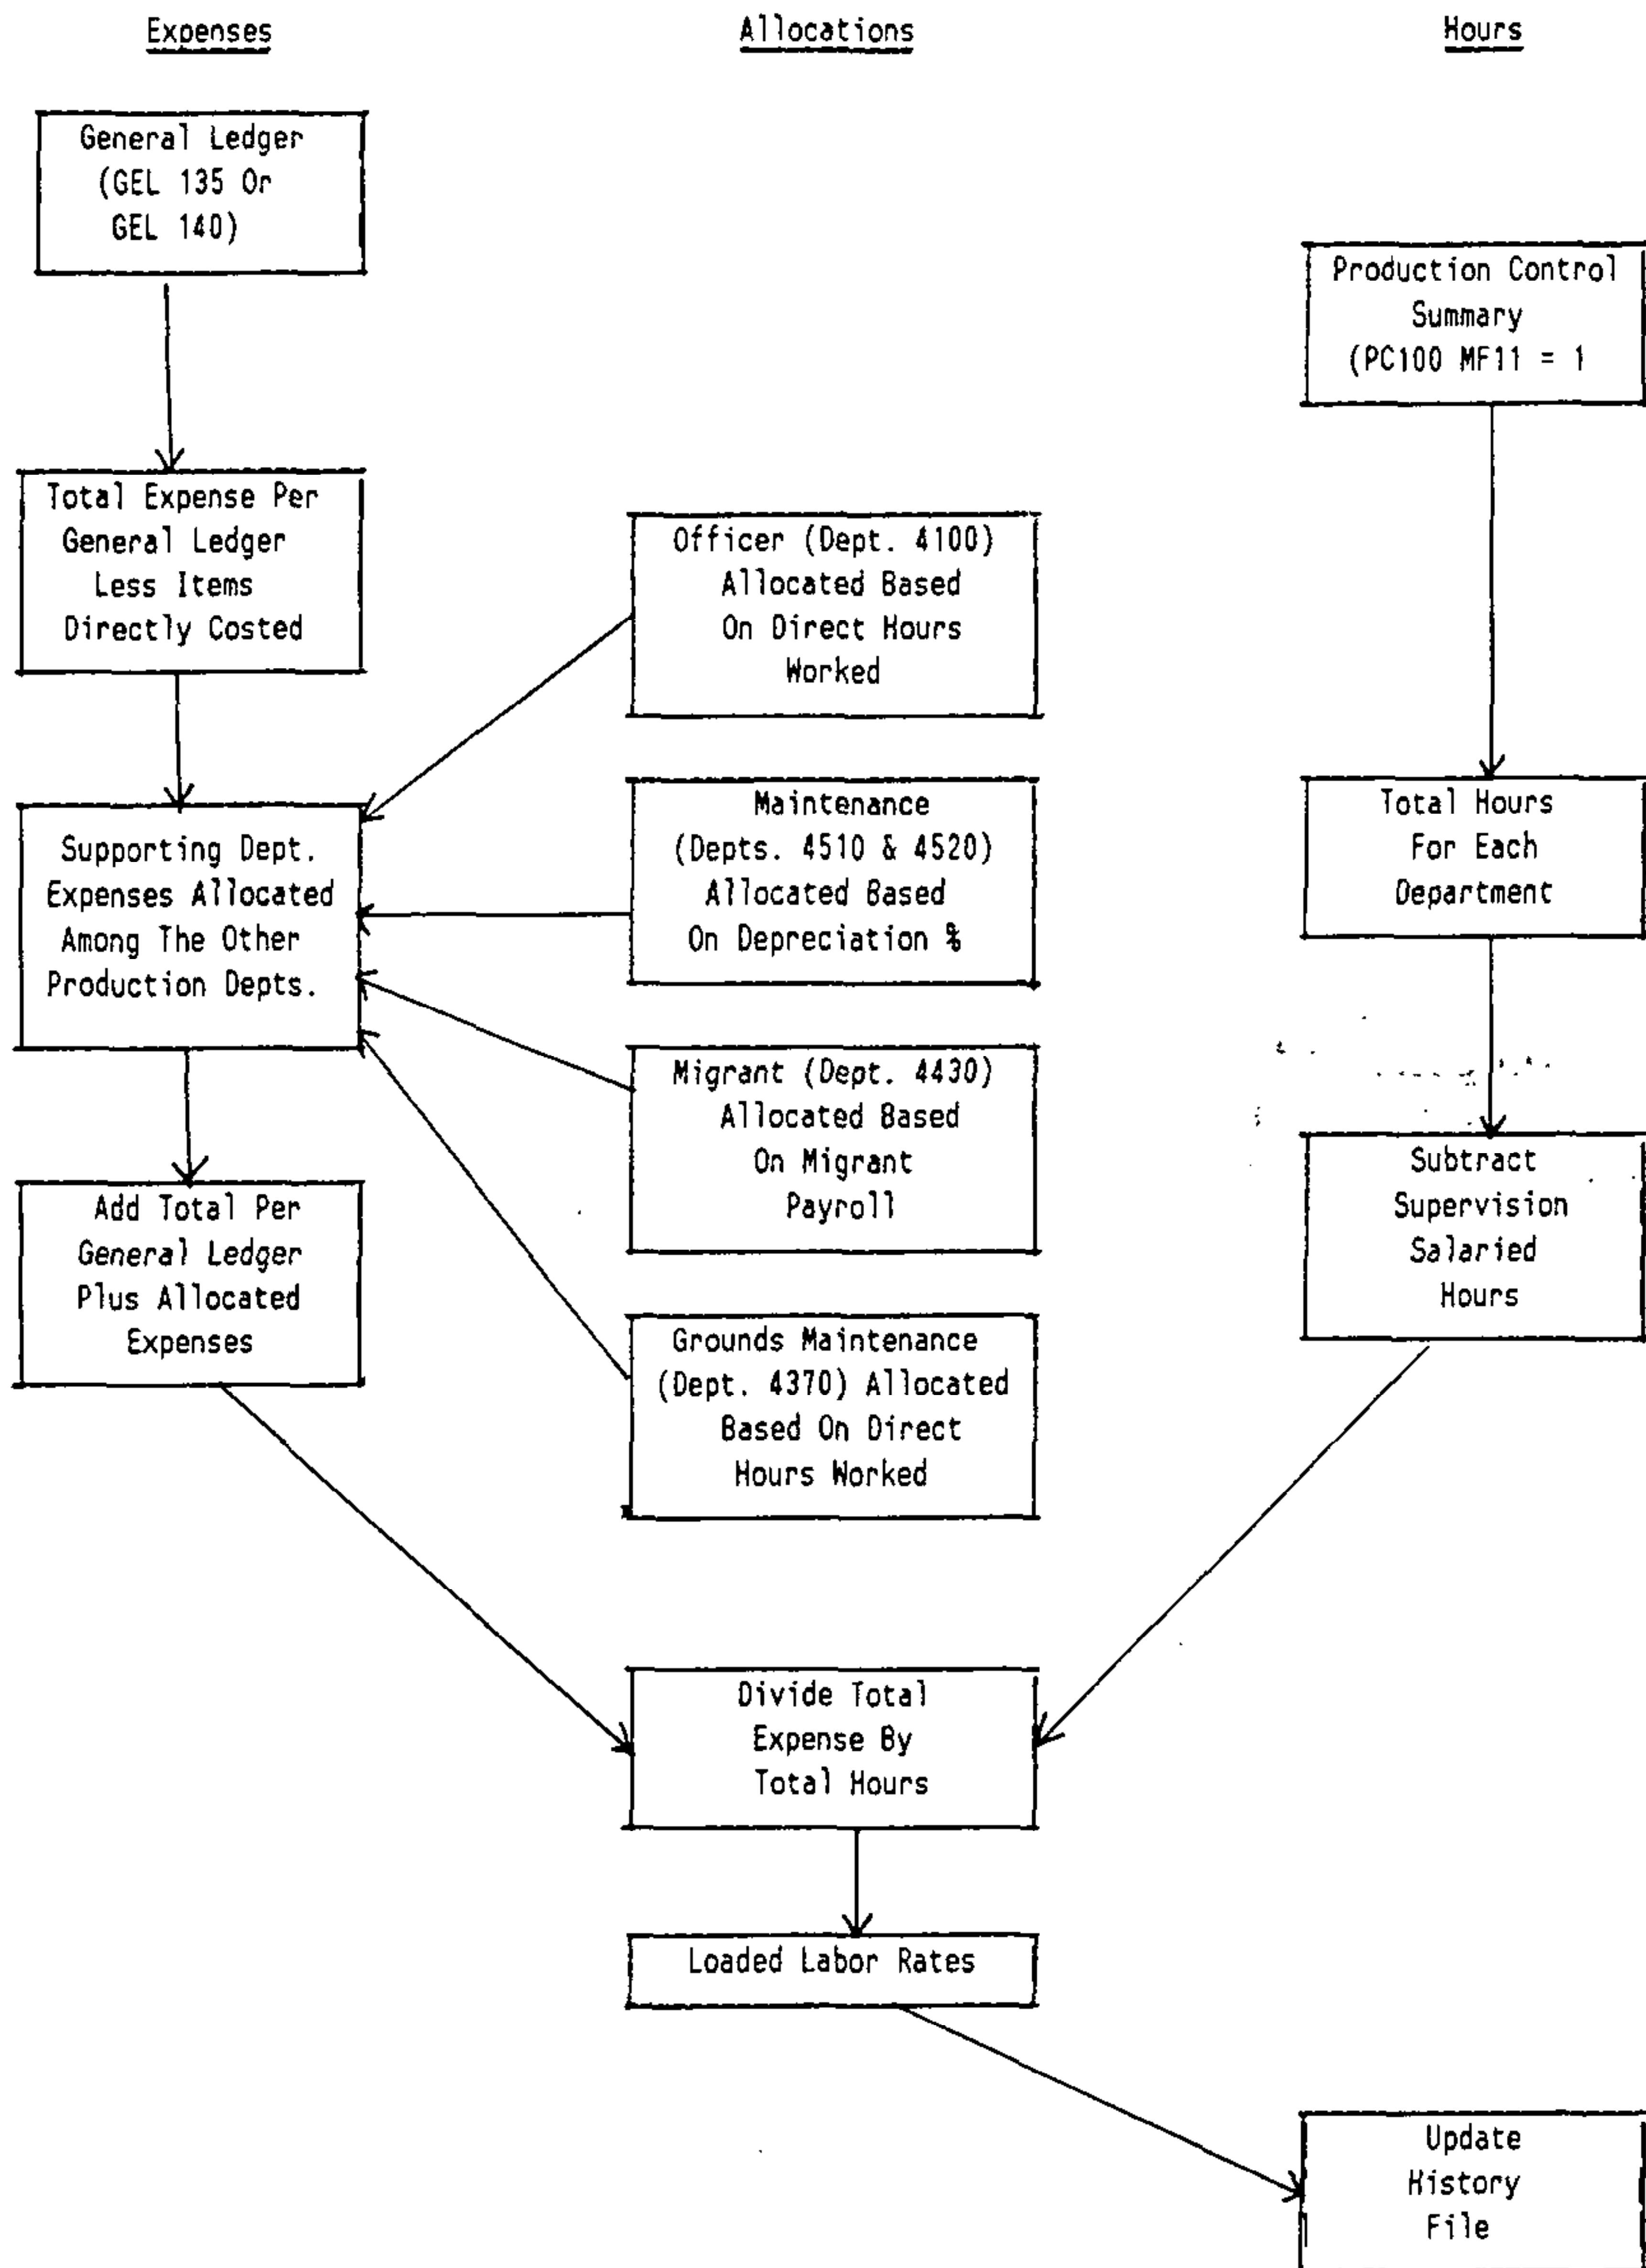 Expenses
Allocations
Hours
General Ledger
(GEL 135 Or
GEL 140)
Production Control
Summary
(PC100 MF11 = 1
Total Expense Per
General Ledger
Less Items
Directly Costed
Officer (Dept. 4100)
Allocated Based
On Direct Hours
Worked
Supporting Dept.
Expenses Allocated
Among The Other
Production Depts.
Maintenance
(Depts. 4510 & 4520)
Allocated Based
On Depreciation %
Total Hours
For Each
Department
Migrant (Dept. 4430)
Allocated Based
On Migrant
Payroll
Subtract
Supervision
Salaried
Hours
Add Total Per
General Ledger
Plus Allocated
Expenses
Grounds Maintenance
(Dept. 4370) Allocated
Based On Direct
Hours Worked
Divide Total
Expense By
Total Hours
Loaded Labor Rates
Update
History
File